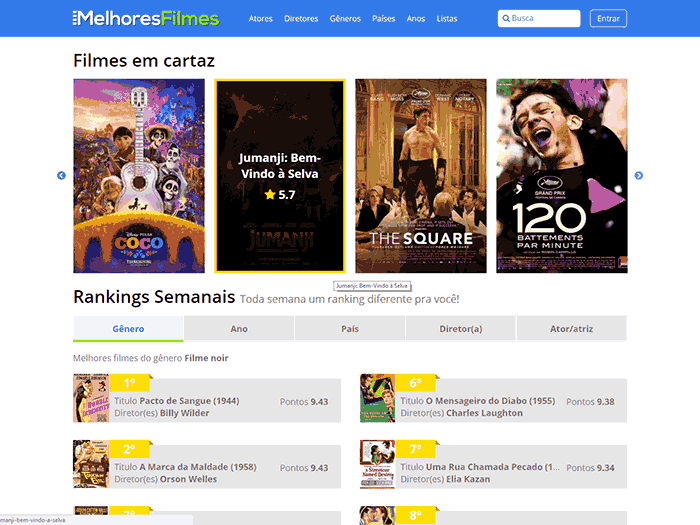 MelhoresFilmes
Atores Diretores Gêneros Países Anos Listas Busca Entrar
Filmes em cartaz
Jumanji: Bem-
Vindo à Selva
5.7
JUMANJI
DISNEY PIXAR
COCO
THANKSGIVING
THE SQUARE
CANNES
GRAND PRIX
120
BATTEMENTS
PAR MINUTE
Jumanji: Bem-Vindo à Selva
Rankings Semanais Toda semana um ranking diferente pra você!
Gênero Ano País Diretor(a) Ator/atriz
Melhores filmes do gênero Filme noir
1º
Título Pacto de Sangue (1944)
Diretor(es) Billy Wilder
Pontos 9.43
6º
Título O Mensageiro do Diabo (1955)
Diretor(es) Charles Laughton
Pontos 9.38
2º
Título A Marca da Maldade (1958)
Diretor(es) Orson Welles
Pontos 9.43
7º
Título Uma Rua Chamada Pecado (1...
Diretor(es) Elia Kazan
Pontos 9.34
3º
8º
umanji-bem-vindo-a-selva